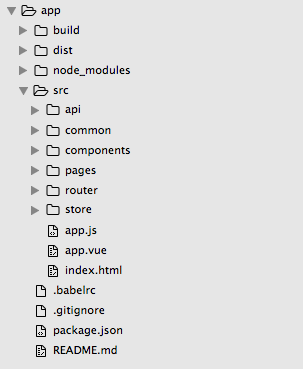 app
build
dist
node_modules
src
api
common
components
pages
router
store
app.js
app.vue
index.html
.babelrc
.gitignore
package.json
README.md